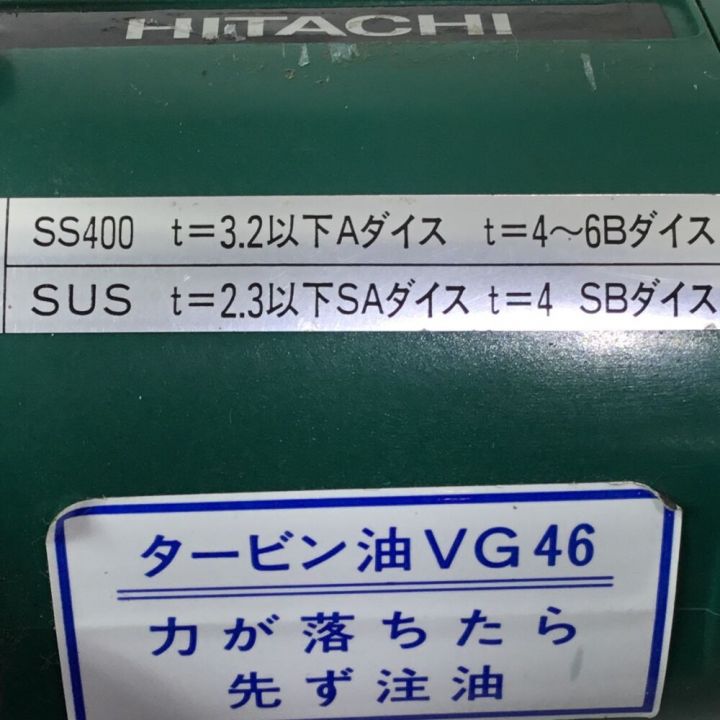 HITACHI
SS400 t=3.2以下Aダイス t=4〜6Bダイス
SUS t=2.3以下SAダイス t=4 SBダイス
タービン油VG46
力が落ちたら
先ず注油